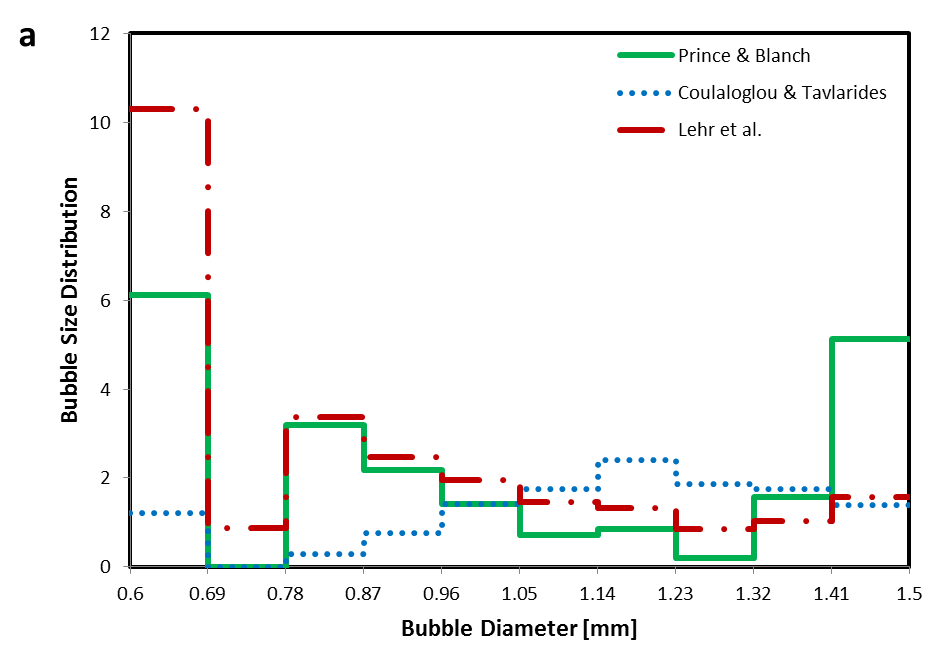 a
12
10
8
6
4
2
0
Bubble Size Distribution
Prince & Blanch
Coulaloglou & Tavlarides
Lehr et al.
0.6 0.69 0.78 0.87 0.96 1.05 1.14 1.23 1.32 1.41 1.5
Bubble Diameter [mm]